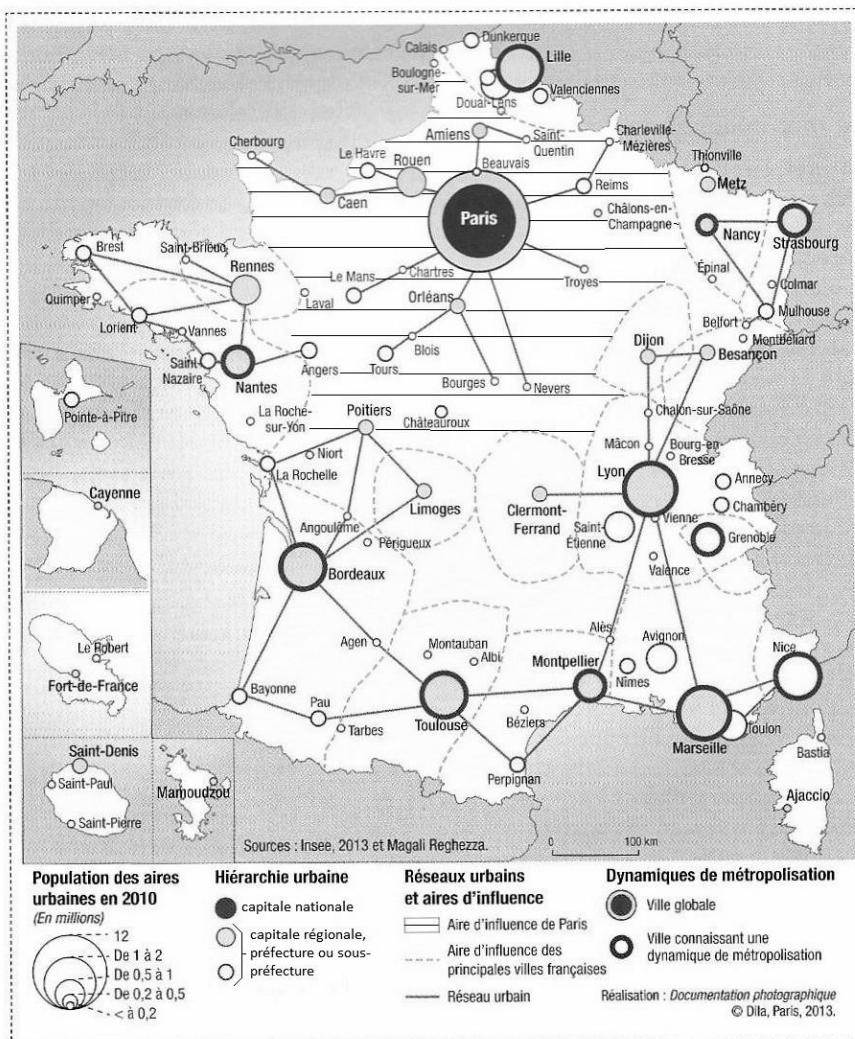 Dunkerque
Calais
Lille
Boulogne-
sur-Mer
Valenciennes
Douai-Lens
Amiens
Saint-
Quentin
Charleville-
Mézières
Cherbourg
Le Havre
Rouen
Beauvais
Thionville
Metz
Reims
Caen
Paris
Châlons-en-
Champagne
Nancy
Strasbourg
Brest
Saint-Brieuc
Rennes
Le Mans
Chartres
Troyes
Épinal
Colmar
Quimper
Laval
Orléans
Mulhouse
Lorient
Vannes
Belfort
Montbéliard
Blois
Dijon
Besançon
Saint-
Nazaire
Nantes
Angers
Tours
Bourges
Nevers
Pointe-à-Pitre
La Roche-
sur-Yon
Poitiers
Châteauroux
Chalon-sur-Saône
Niort
Mâcon
Bourg-en-
Bresse
La Rochelle
Lyon
Annecy
Cayenne
Limoges
Clermont-
Ferrand
Chambéry
Angoulême
Saint-
Étienne
Vienne
Grenoble
Périgueux
Valence
Bordeaux
Le Robert
Agen
Montauban
Albi
Alès
Avignon
Nice
Fort-de-France
Montpellier
Nîmes
Bayonne
Pau
Toulouse
Béziers
Tarbes
Marseille
Toulon
Saint-Denis
Perpignan
Bastia
Saint-Paul
Mamoudzou
Ajaccio
Saint-Pierre
Sources : Insee, 2013 et Magali Reghezza.
0 100 km
Population des aires
urbaines en 2010
(En millions)
12
De 1 à 2
De 0,5 à 1
De 0,2 à 0,5
< à 0,2
Hiérarchie urbaine
capitale nationale
capitale régionale,
préfecture ou sous-
préfecture
Réseaux urbains
et aires d'influence
Aire d'influence de Paris
Aire d'influence des
principales villes françaises
Réseau urbain
Dynamiques de métropolisation
Ville globale
Ville connaissant une
dynamique de métropolisation
Réalisation : Documentation photographique
© Dila, Paris, 2013.